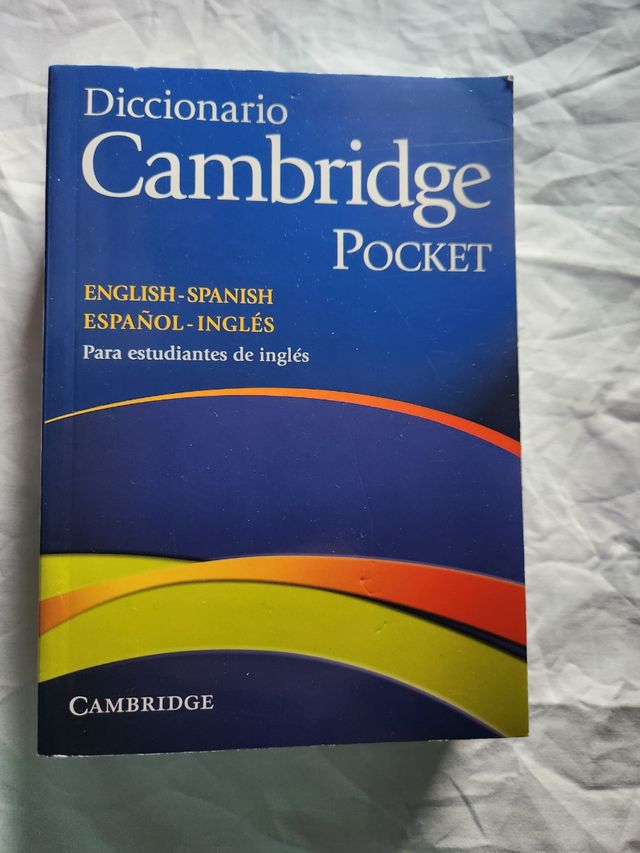 Diccionario
Cambridge
POCKET
ENGLISH-SPANISH
ESPAÑOL-INGLÉS
Para estudiantes de inglés
CAMBRIDGE